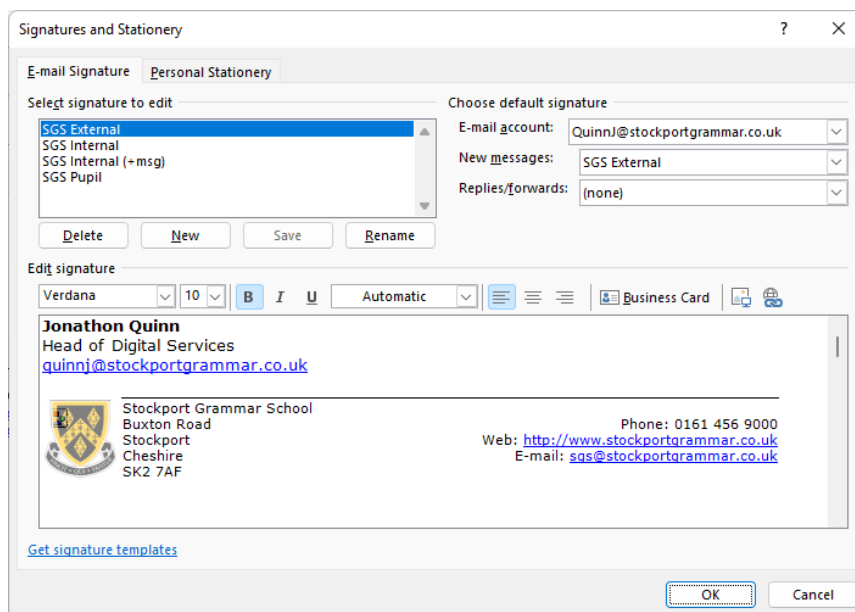 Signatures and Stationery
?
E-mail Signature
Personal Stationery
Select signature to edit
SGS External
SGS Internal
SGS Internal (+msg)
SGS Pupil
Delete
New
Save
Rename
Choose default signature
E-mail account: QuinnJ@stockportgrammar.co.uk
New messages: SGS External
Replies/forwards: (none)
Edit signature
Verdana 10 B I U Automatic Business Card
Jonathon Quinn
Head of Digital Services
quinnj@stockportgrammar.co.uk
Stockport Grammar School
Buxton Road
Stockport
Cheshire
SK2 7AF
Phone: 0161 456 9000
Web: http://www.stockportgrammar.co.uk
E-mail: sgs@stockportgrammar.co.uk
Get signature templates
OK
Cancel